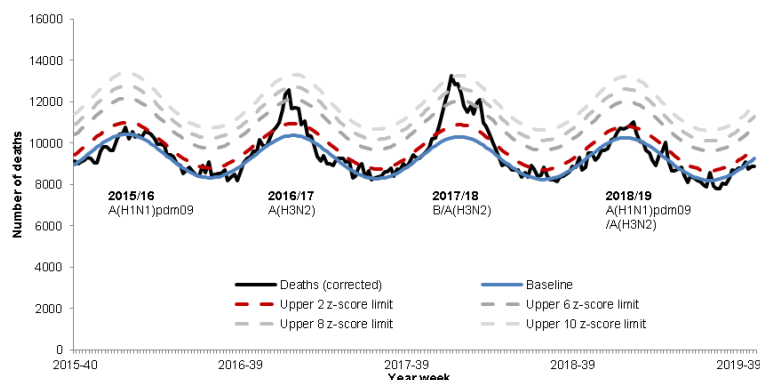 16000
14000
12000
10000
8000
6000
4000
2000
0
Number of deaths
2015/16
A(H1N1)pdm09
2016/17
A(H3N2)
2017/18
B/A(H3N2)
2018/19
A(H1N1)pdm09
/A(H3N2)
Deaths (corrected)
Baseline
Upper 2 z-score limit
Upper 6 z-score limit
Upper 8 z-score limit
Upper 10 z-score limit
2015-40
2016-39
2017-39
2018-39
2019-39
Year week